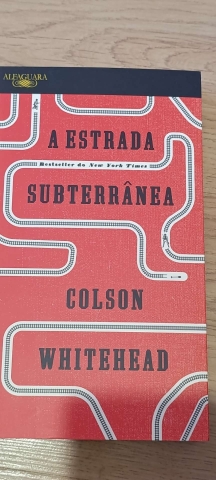 ALFAGUARA
A ESTRADA
Bestseller do New York Times
SUBTERRÂNEA
COLSON
WHITEHEAD